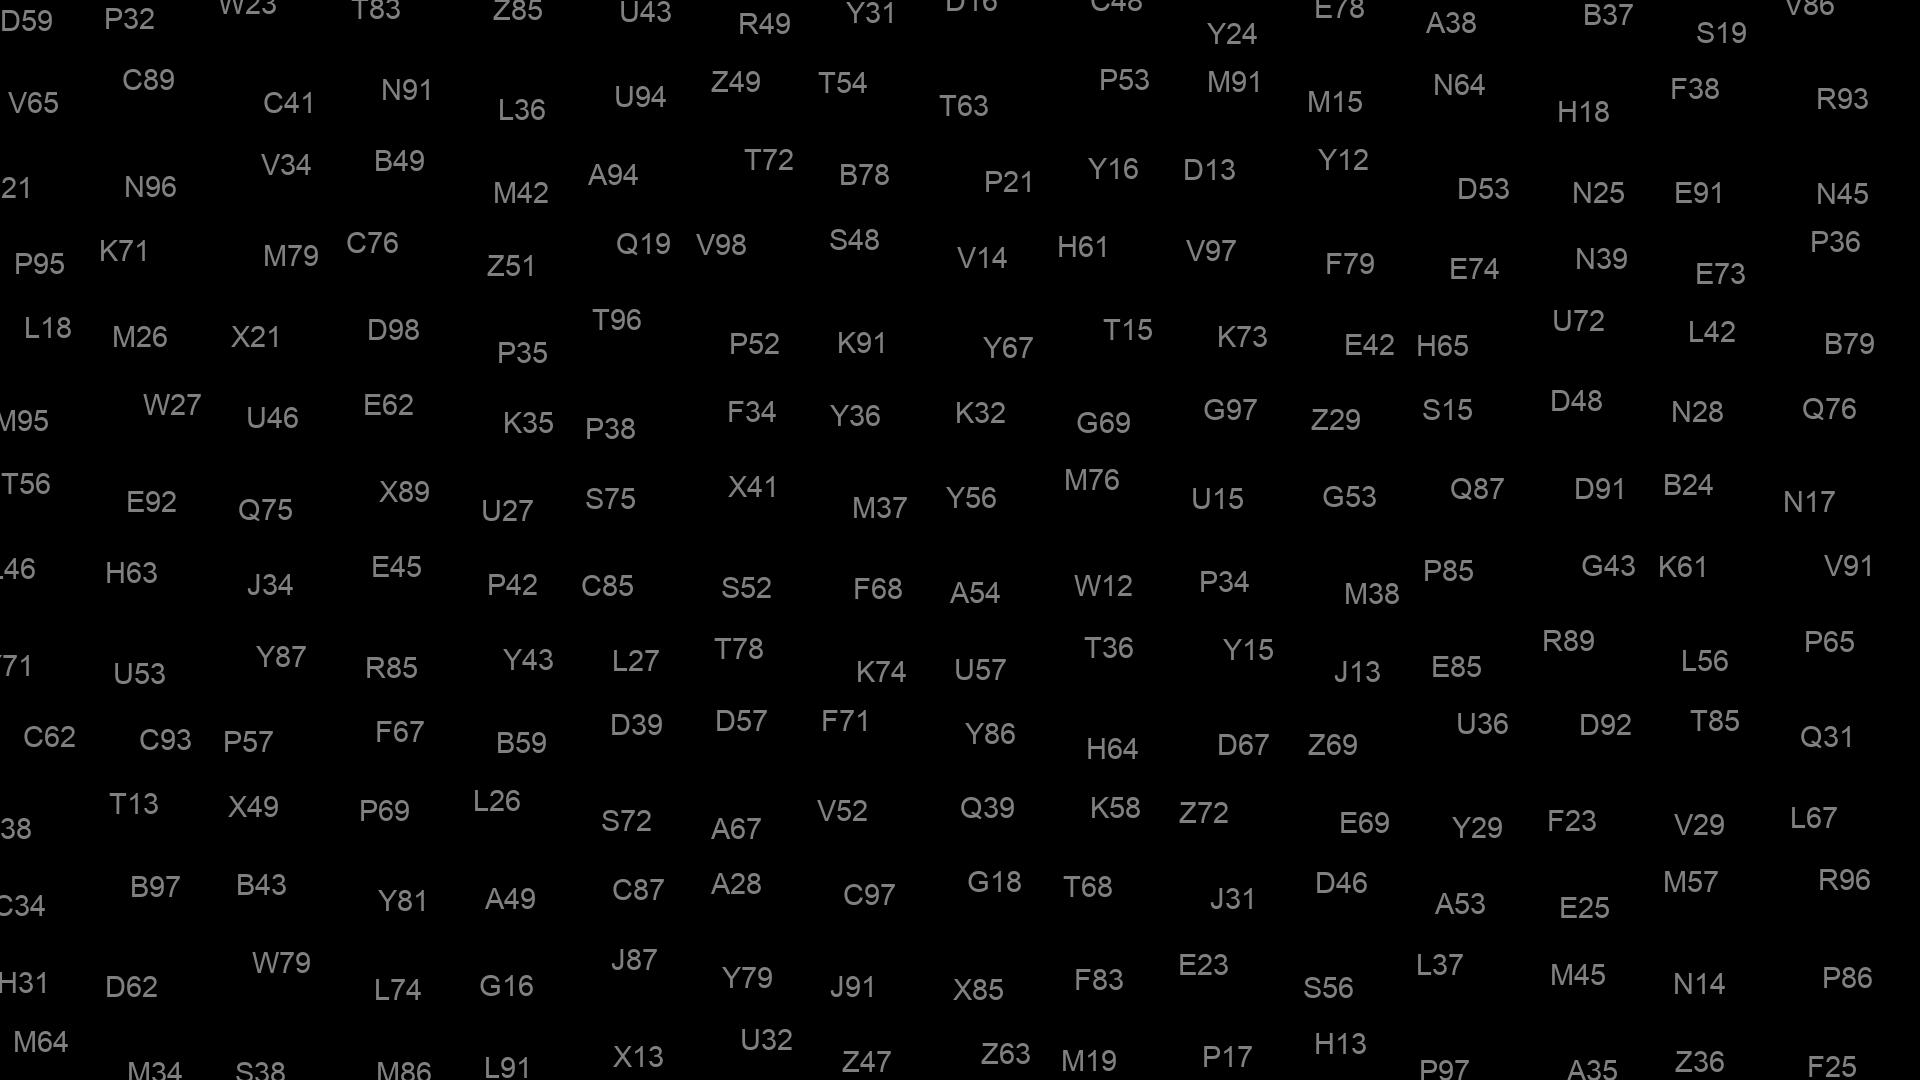 D59 P32 W23 T83 Z85 U43 R49 Y31 D16 C48 Y24 E78 A38 B37 S19 V86
V65 C89 C41 N91 L36 U94 Z49 T54 T63 P53 M91 M15 N64 H18 F38 R93
21 N96 V34 B49 M42 A94 T72 B78 P21 Y16 D13 Y12 D53 N25 E91 N45
P95 K71 M79 C76 Z51 Q19 V98 S48 V14 H61 V97 F79 E74 N39 E73 P36
L18 M26 X21 D98 P35 T96 P52 K91 Y67 T15 K73 E42 H65 U72 L42 B79
M95 W27 U46 E62 K35 P38 F34 Y36 K32 G69 G97 Z29 S15 D48 N28 Q76
T56 E92 Q75 X89 U27 S75 X41 M37 Y56 M76 U15 G53 Q87 D91 B24 N17
46 H63 J34 E45 P42 C85 S52 F68 A54 W12 P34 M38 P85 G43 K61 V91
71 U53 Y87 R85 Y43 L27 T78 K74 U57 T36 Y15 J13 E85 R89 L56 P65
C62 C93 P57 F67 B59 D39 D57 F71 Y86 H64 D67 Z69 U36 D92 T85 Q31
38 T13 X49 P69 L26 S72 A67 V52 Q39 K58 Z72 E69 Y29 F23 V29 L67
C34 B97 B43 Y81 A49 C87 A28 C97 G18 T68 J31 D46 A53 E25 M57 R96
H31 D62 W79 L74 G16 J87 Y79 J91 X85 F83 E23 S56 L37 M45 N14 P86
M64 M34 S38 M86 L91 X13 U32 Z47 Z63 M19 P17 H13 P97 A35 Z36 F25